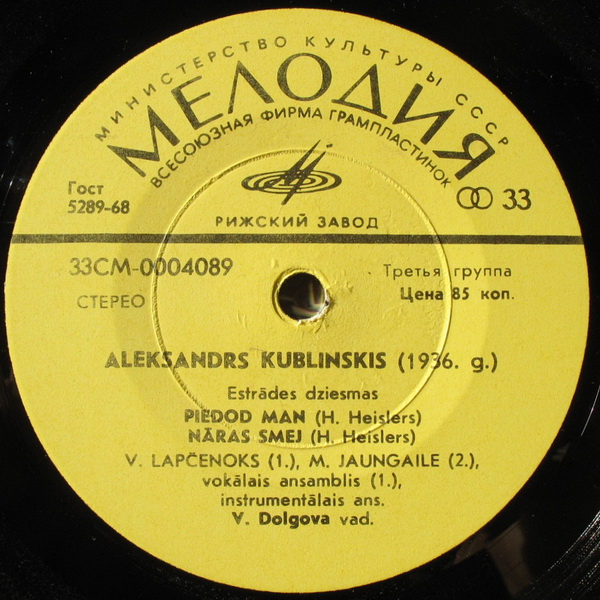 МИНИСТЕРСТВО КУЛЬТУРЫ СССР
МЕЛОДИЯ
ВСЕСОЮЗНАЯ ФИРМА ГРАМПЛАСТИНОК
Гост
5289-68
33
РИЖСКИЙ ЗАВОД
33СМ-0004089
Третья группа
СТЕРЕО
Цена 85 коп.
ALEKSANDRS KUBLINSKIS (1936. g.)
Estrādes dziesmas
PIEDOD MAN (H. Heislers)
NĀRAS SMEJ (H. Heislers)
V. LAPČENOKS (1.), M. JAUNGAILE (2.),
vokālais ansamblis (1.),
instrumentālais ans.
V. Dolgova vad.